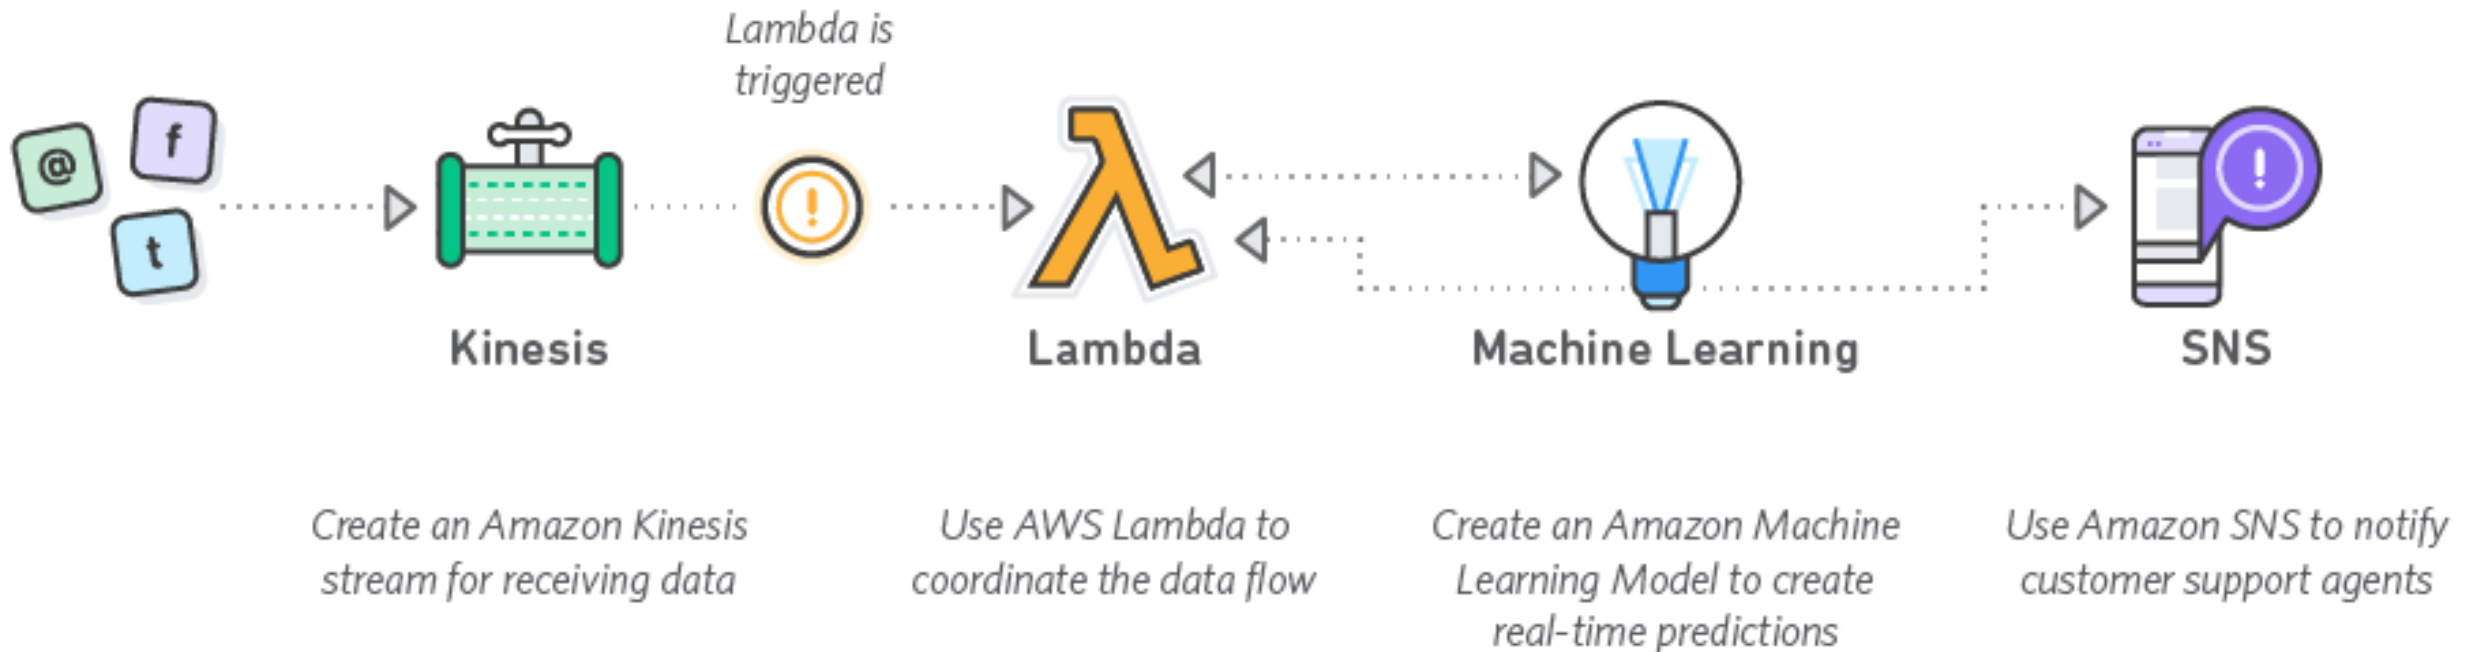 Lambda is
triggered
@
f
t
!
!
Kinesis
Lambda
Machine Learning
SNS
Create an Amazon Kinesis
stream for receiving data
Use AWS Lambda to
coordinate the data flow
Create an Amazon Machine
Learning Model to create
real-time predictions
Use Amazon SNS to notify
customer support agents